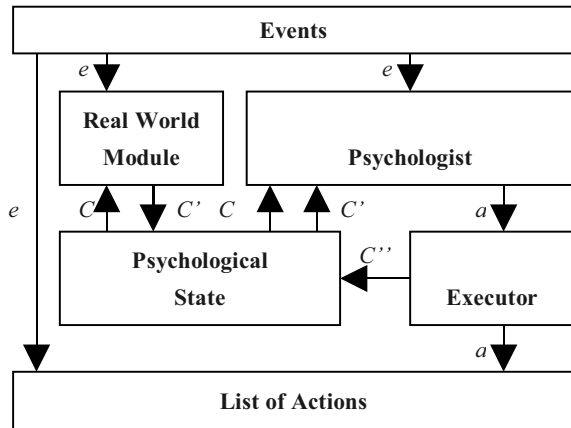 Events
e e
Real World
Module
Psychologist
e C C' C C' a
Psychological
State
C''
Executor
a
List of Actions